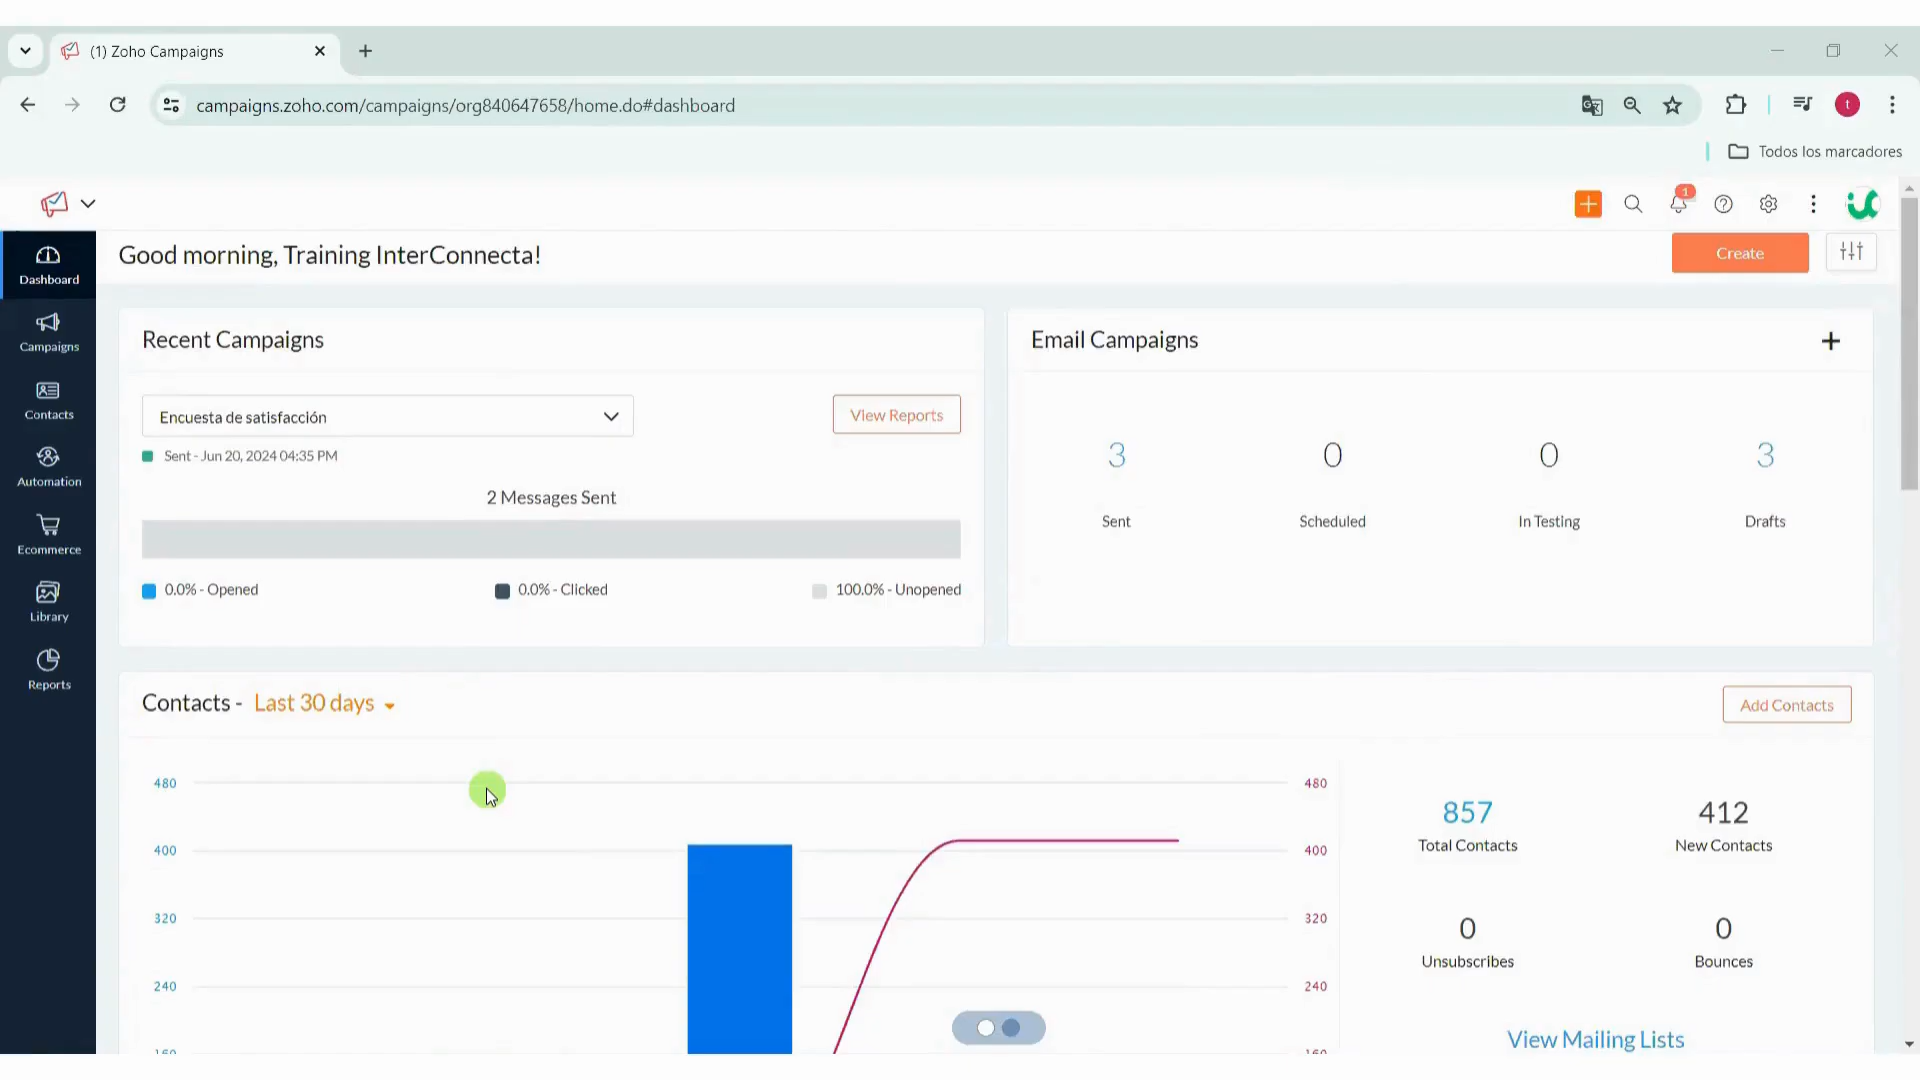 (1) Zoho Campaigns
campaigns.zoho.com/campaigns/org840647658/home.do#dashboard
t
Todos los marcadores
1
Good morning, Training InterConnecta!
Create
Dashboard
Campaigns
Contacts
Automation
Ecommerce
Library
Reports
Recent Campaigns
Encuesta de satisfacción
View Reports
Sent - Jun 20, 2024 04:35 PM
2 Messages Sent
0.0% - Opened
0.0% - Clicked
100.0% - Unopened
Email Campaigns
3 0 0 3
Sent Scheduled In Testing Drafts
Contacts - Last 30 days
Add Contacts
480 480
400 400
320 320
240 240
160 160
857 412
Total Contacts New Contacts
0 0
Unsubscribes Bounces
View Mailing Lists